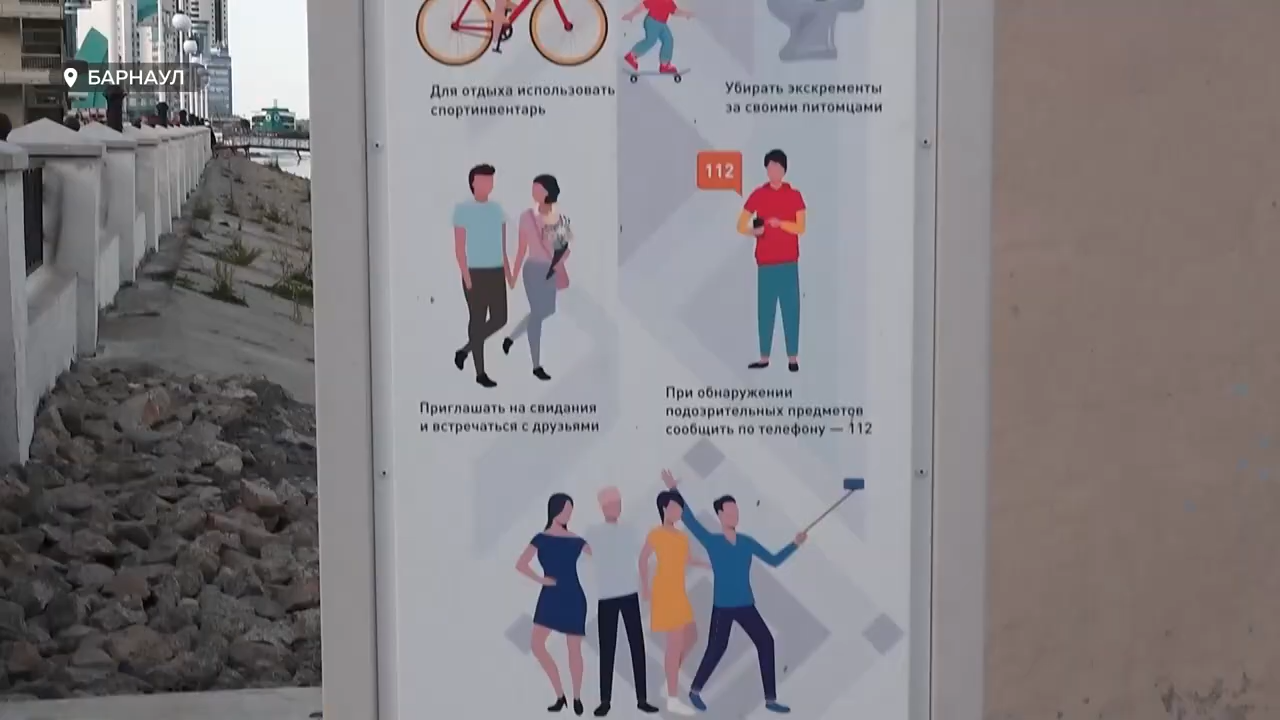 БАРНАУЛ
Для отдыха использовать
спортинвентарь
Убирать экскременты
за своими питомцами
112
Приглашать на свидания
и встречаться с друзьями
При обнаружении
подозрительных предметов
сообщить по телефону — 112